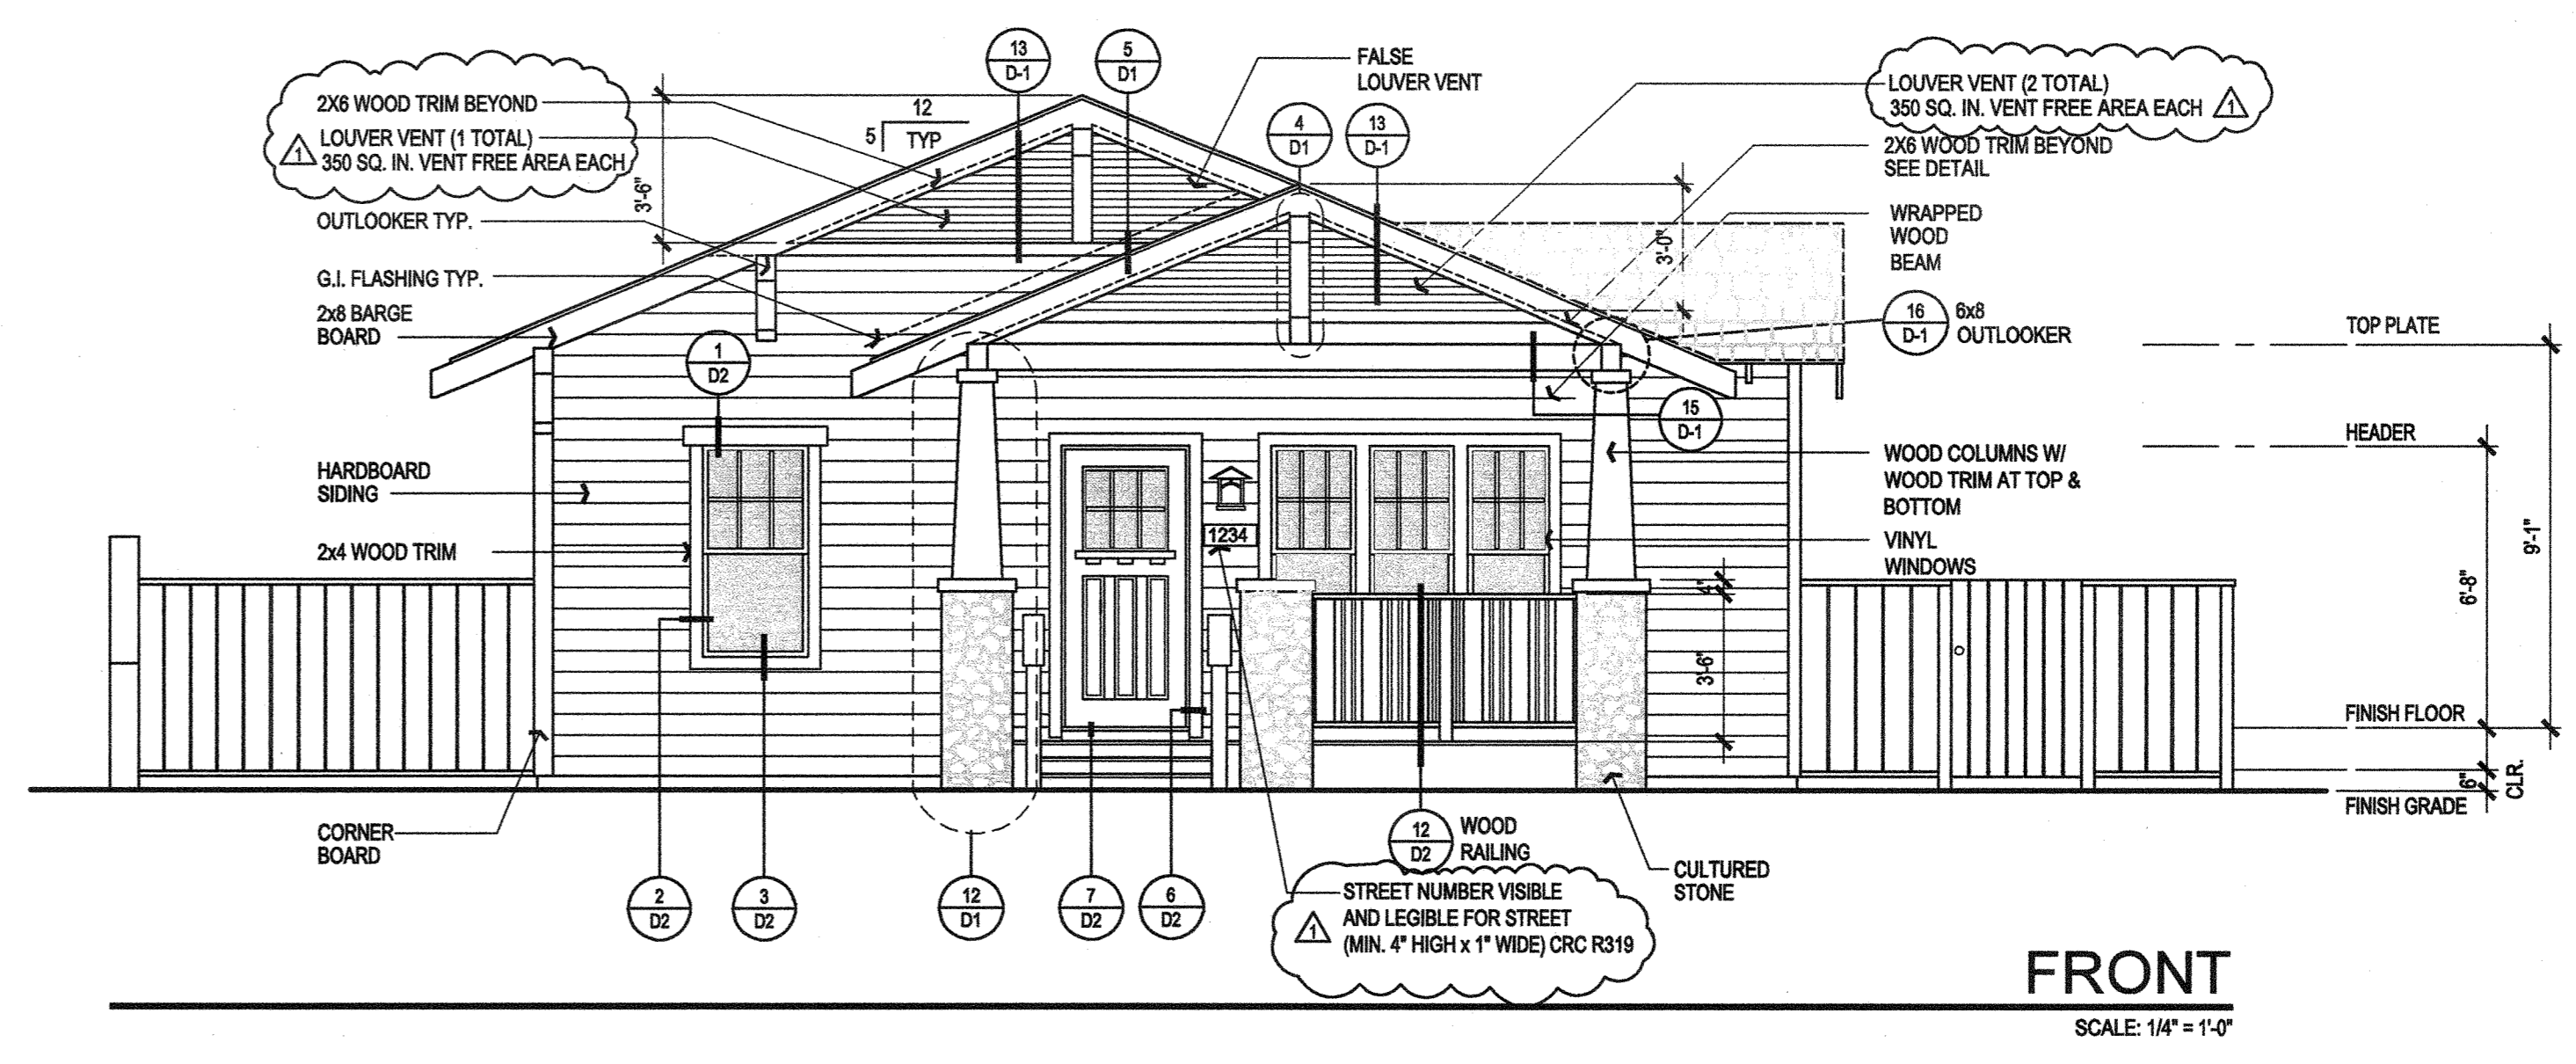 13
D-1
5
D1
FALSE
LOUVER VENT
2X6 WOOD TRIM BEYOND
1
LOUVER VENT (1 TOTAL)
350 SQ. IN. VENT FREE AREA EACH
12
5
TYP
4
D1
13
D-1
LOUVER VENT (2 TOTAL)
350 SQ. IN. VENT FREE AREA EACH
1
2X6 WOOD TRIM BEYOND
SEE DETAIL
3'-6"
OUTLOOKER TYP.
WRAPPED
WOOD
BEAM
3'-0"
G.I. FLASHING TYP.
2x8 BARGE
BOARD
16
D-1
6x8
OUTLOOKER
TOP PLATE
1
D2
15
D-1
HEADER
HARDBOARD
SIDING
WOOD COLUMNS W/
WOOD TRIM AT TOP &
BOTTOM
2x4 WOOD TRIM
1234
VINYL
WINDOWS
9'-1"
6'-8"
4"
3'-6"
FINISH FLOOR
6"
CLR.
FINISH GRADE
CORNER
BOARD
12
D2
WOOD
RAILING
CULTURED
STONE
2
D2
3
D2
12
D1
7
D2
6
D2
STREET NUMBER VISIBLE
AND LEGIBLE FOR STREET
(MIN. 4" HIGH x 1" WIDE) CRC R319
1
FRONT
SCALE: 1/4" = 1'-0"